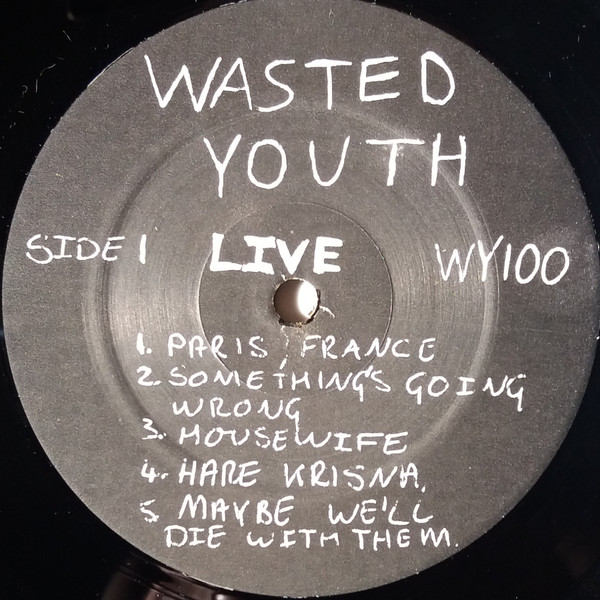 WASTED
YOUTH
SIDE 1 LIVE WY100
1. PARIS, FRANCE
2. SOMETHING'S GOING
WRONG
3. HOUSEWIFE
4. HARE KRISNA.
5 MAYBE WE'LL
DIE WITH THEM.